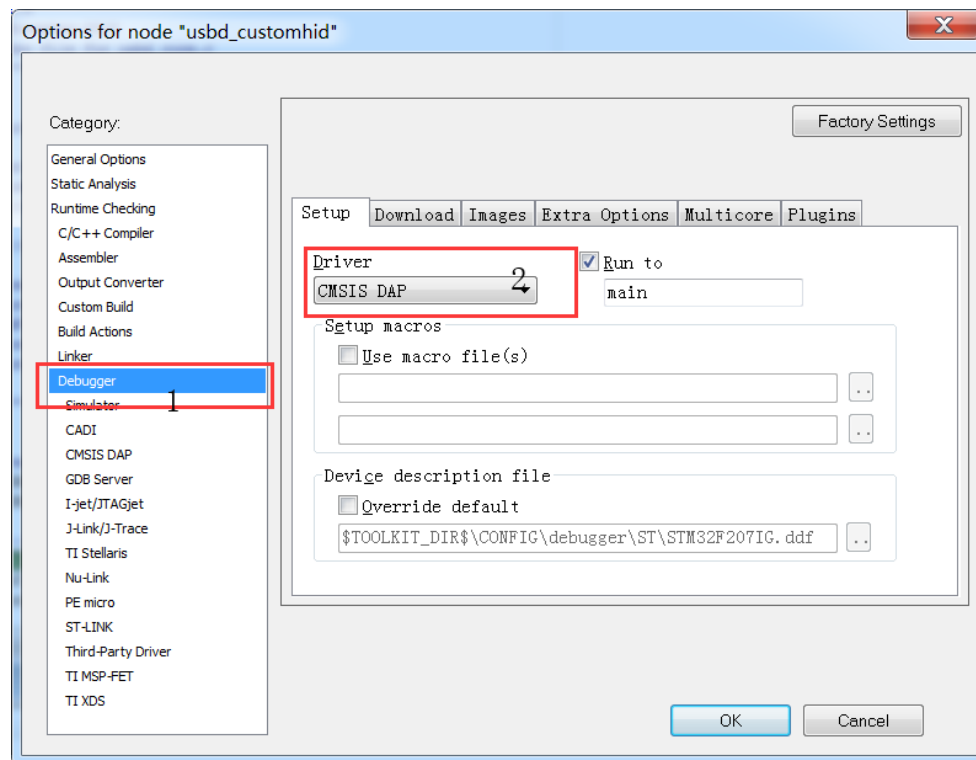 Options for node "usbd_customhid"
Category:
Factory Settings
General Options
Static Analysis
Runtime Checking
C/C++ Compiler
Assembler
Output Converter
Custom Build
Build Actions
Linker
Debugger
1
Simulator
CADI
CMSIS DAP
GDB Server
I-jet/JTAGjet
J-Link/J-Trace
TI Stellaris
Nu-Link
PE micro
ST-LINK
Third-Party Driver
TI MSP-FET
TI XDS
Setup Download Images Extra Options Multicore Plugins
Driver
2
CMSIS DAP
Run to
main
Setup macros
Use macro file(s)
..
..
Device description file
Override default
$TOOLKIT_DIR$\CONFIG\debugger\ST\STM32F207IG.ddf
..
OK Cancel